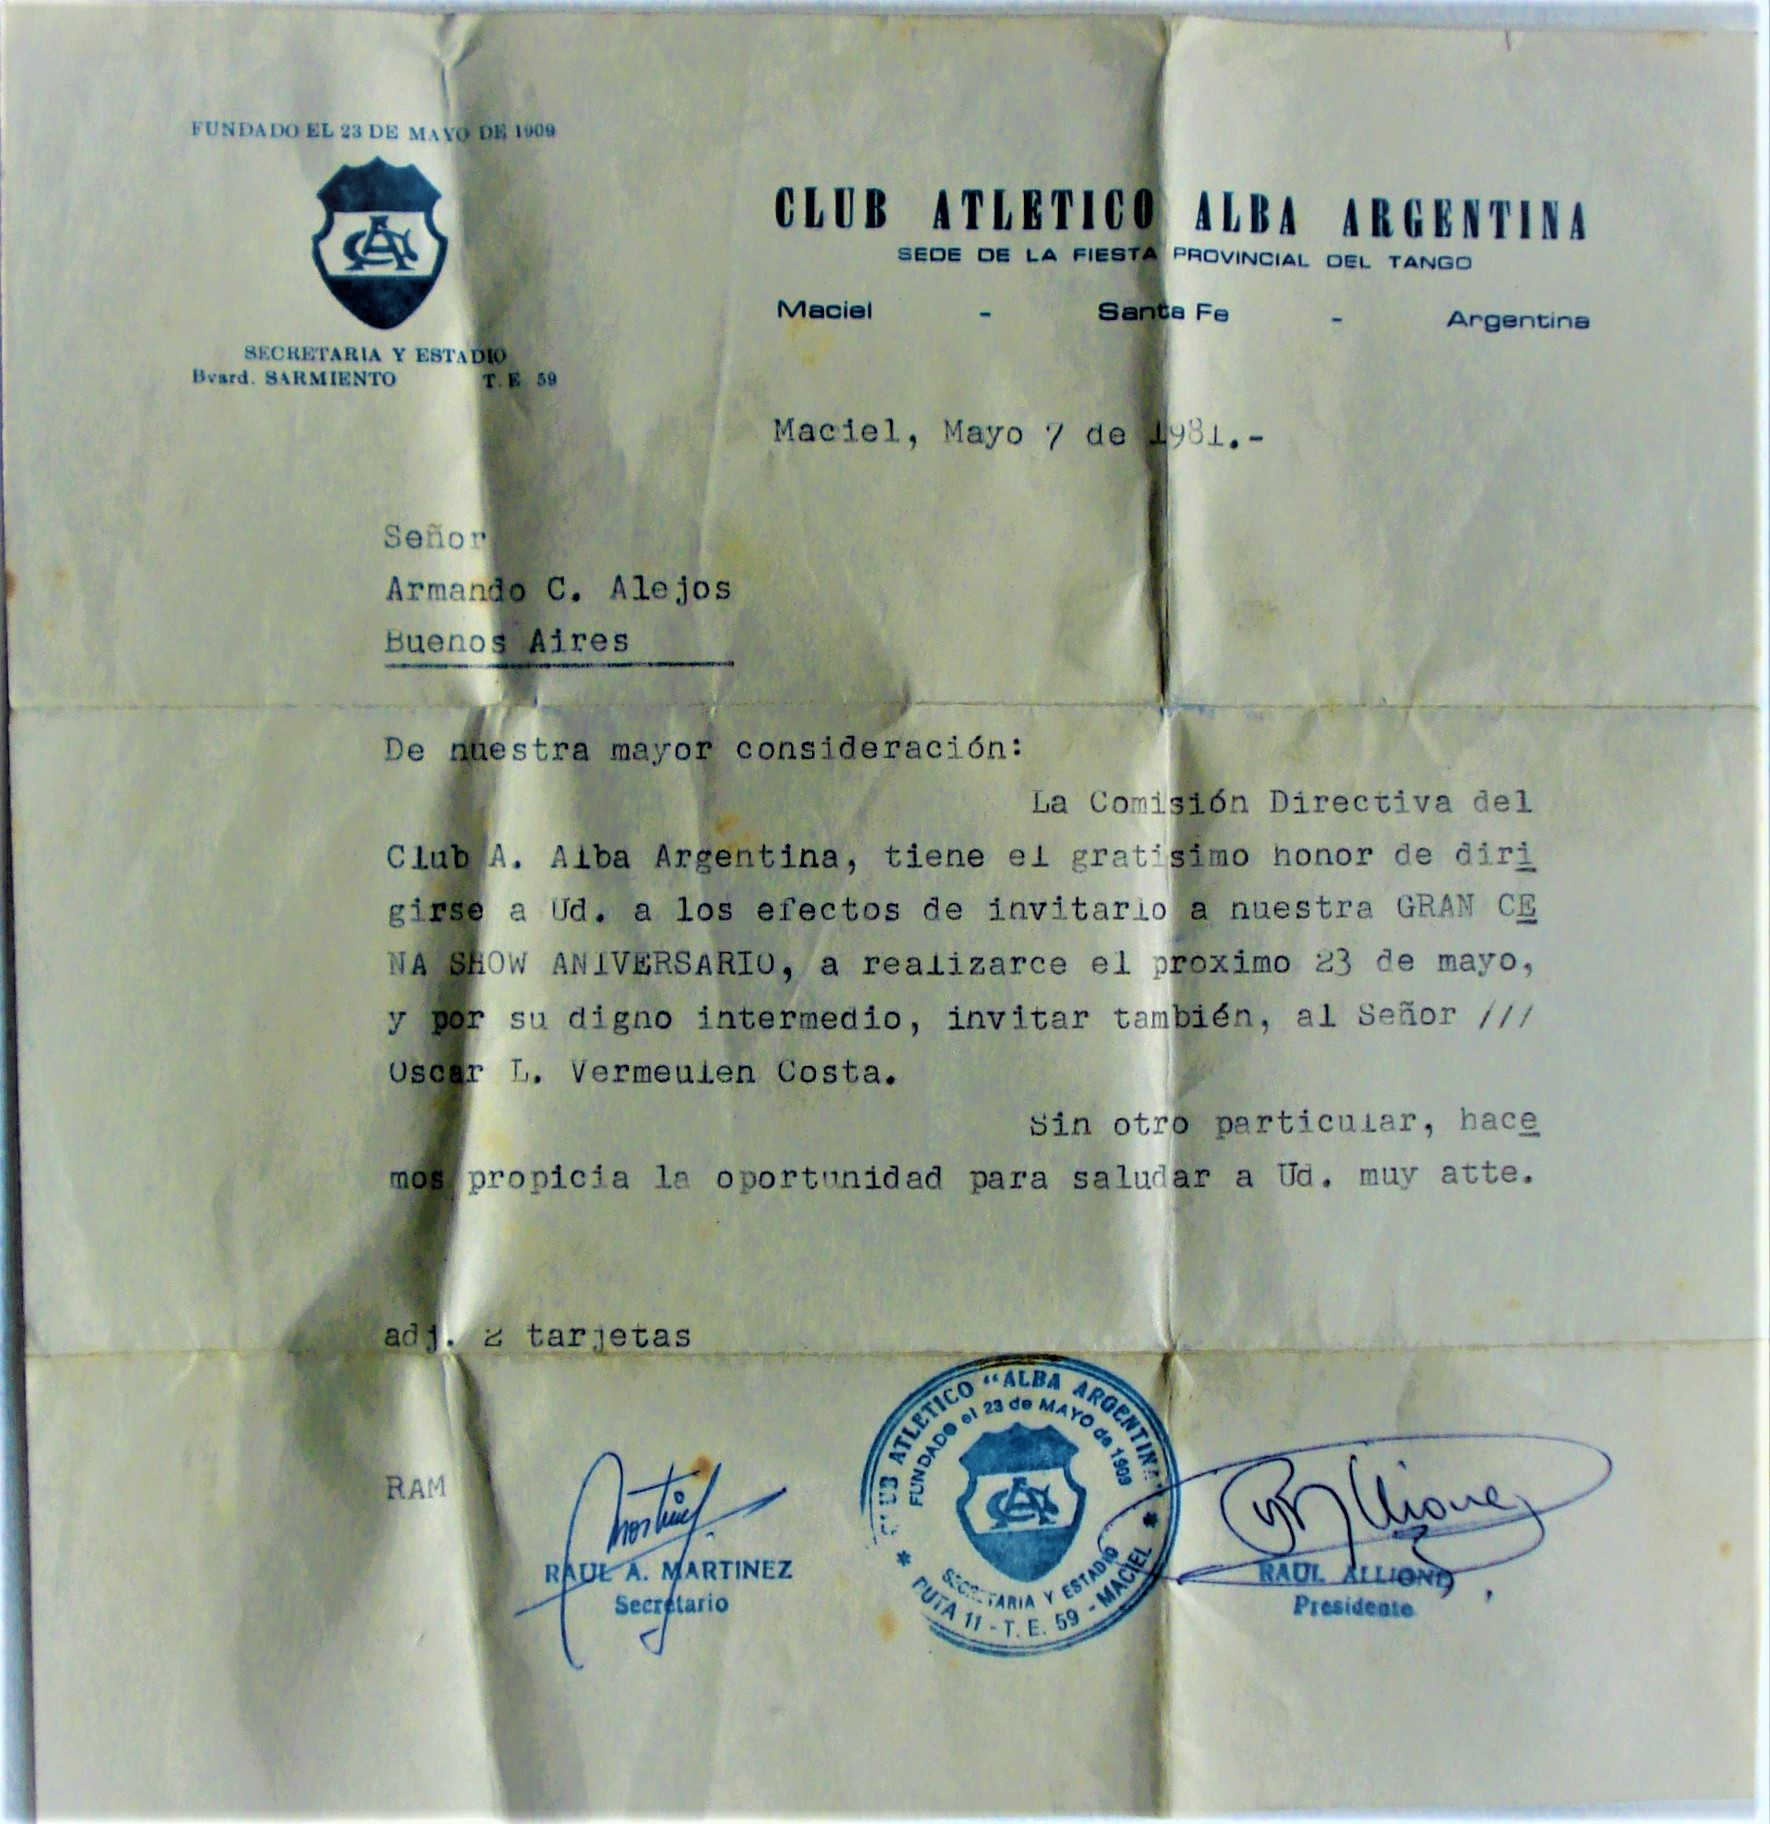 FUNDADO EL 23 DE MAYO DE 1909
CAA
SECRETARIA Y ESTADIO
Bvard. SARMIENTO T.E 59
CLUB ATLETICO ALBA ARGENTINA
SEDE DE LA FIESTA PROVINCIAL DEL TANGO
Maciel - Santa Fe - Argentina
Maciel, Mayo 7 de 1981.-
Señor
Armando C. Alejos
Buenos Aires
De nuestra mayor consideración:
La Comisión Directiva del
Club A. Alba Argentina, tiene el gratisimo honor de diri
girse a Ud. a los efectos de invitarlo a nuestra GRAN CE
NA SHOW ANIVERSARIO, a realizarce el proximo 23 de mayo,
y por su digno intermedio, invitar también, al Señor ///
Oscar L. Vermeulen Costa.
Sin otro particular, hace
mos propicia la oportunidad para saludar a Ud. muy atte.
adj. 2 tarjetas
RAM
RAUL A. MARTINEZ
Secretario
CLUB ATLETICO "ALBA ARGENTINA"
FUNDADO el 23 de MAYO de 1909
CAA
SECRETARIA Y ESTADIO
* RUTA 11 - T. E. 59 - MACIEL *
RAUL ALLIONE
Presidente